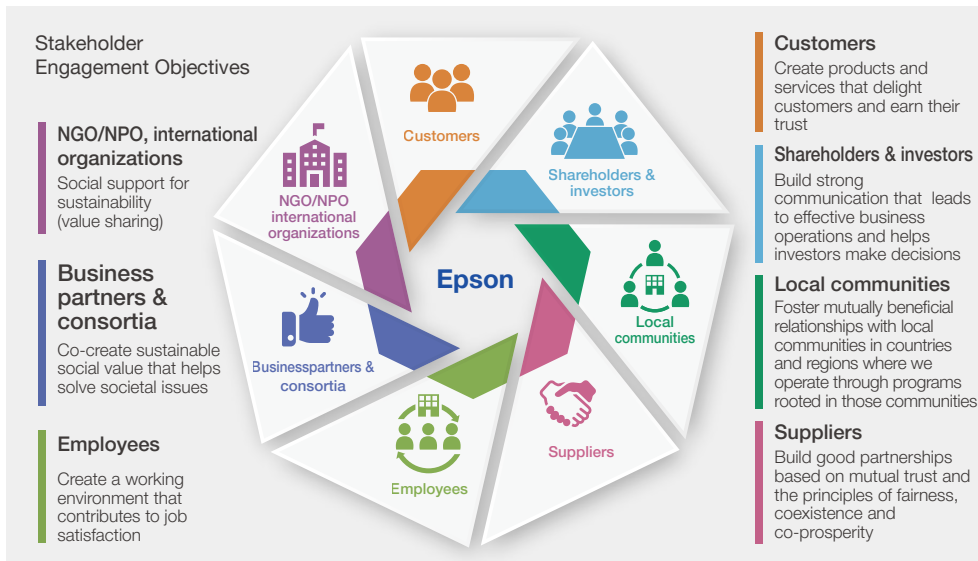 Stakeholder
Engagement Objectives
NGO/NPO, international
organizations
Social support for
sustainability
(value sharing)
Business
partners &
consortia
Co-create sustainable
social value that helps
solve societal issues
Employees
Create a working
environment that
contributes to job
satisfaction
Customers
Shareholders &
investors
NGO/NPO
international
organizations
Epson
Local
communities
Businesspartners &
consortia
Suppliers
Employees
Customers
Create products and
services that delight
customers and earn their
trust
Shareholders & investors
Build strong
communication that leads
to effective business
operations and helps
investors make decisions
Local communities
Foster mutually beneficial
relationships with local
communities in countries
and regions where we
operate through programs
rooted in those communities
Suppliers
Build good partnerships
based on mutual trust and
the principles of fairness,
coexistence and
co-prosperity